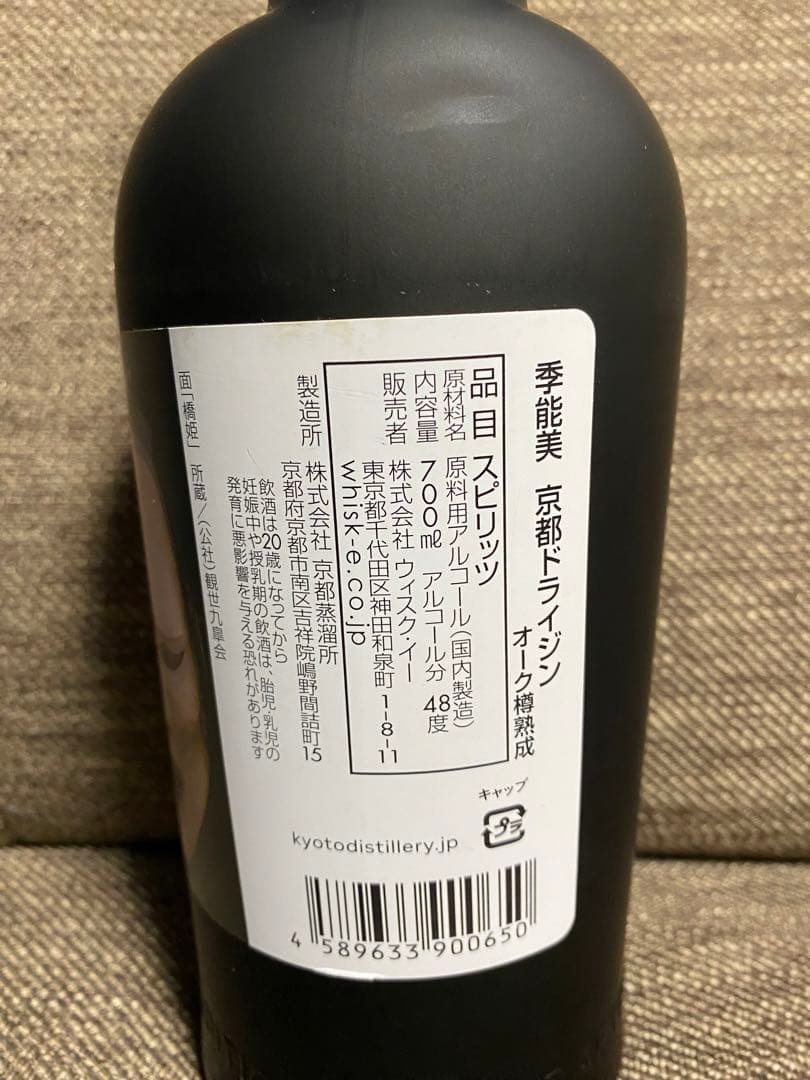 季能美 京都ドライジン
オーク樽熟成
品目 スピリッツ
原材料名 原料用アルコール(国内製造)
内容量 700ml アルコール分 48度
販売者 株式会社 ウィスク・イー
東京都千代田区神田和泉町 1-8-11
whisk-e.co.jp
製造所 株式会社 京都蒸溜所
京都府京都市南区吉祥院嶋野間詰町15
飲酒は20歳になってから
妊娠中や授乳期の飲酒は、胎児・乳児の
発育に悪影響を与える恐れがあります
面「橋姫」 所蔵/(公社)観世九皐会
キャップ
プラ
kyotodistillery.jp
4 589633 900650